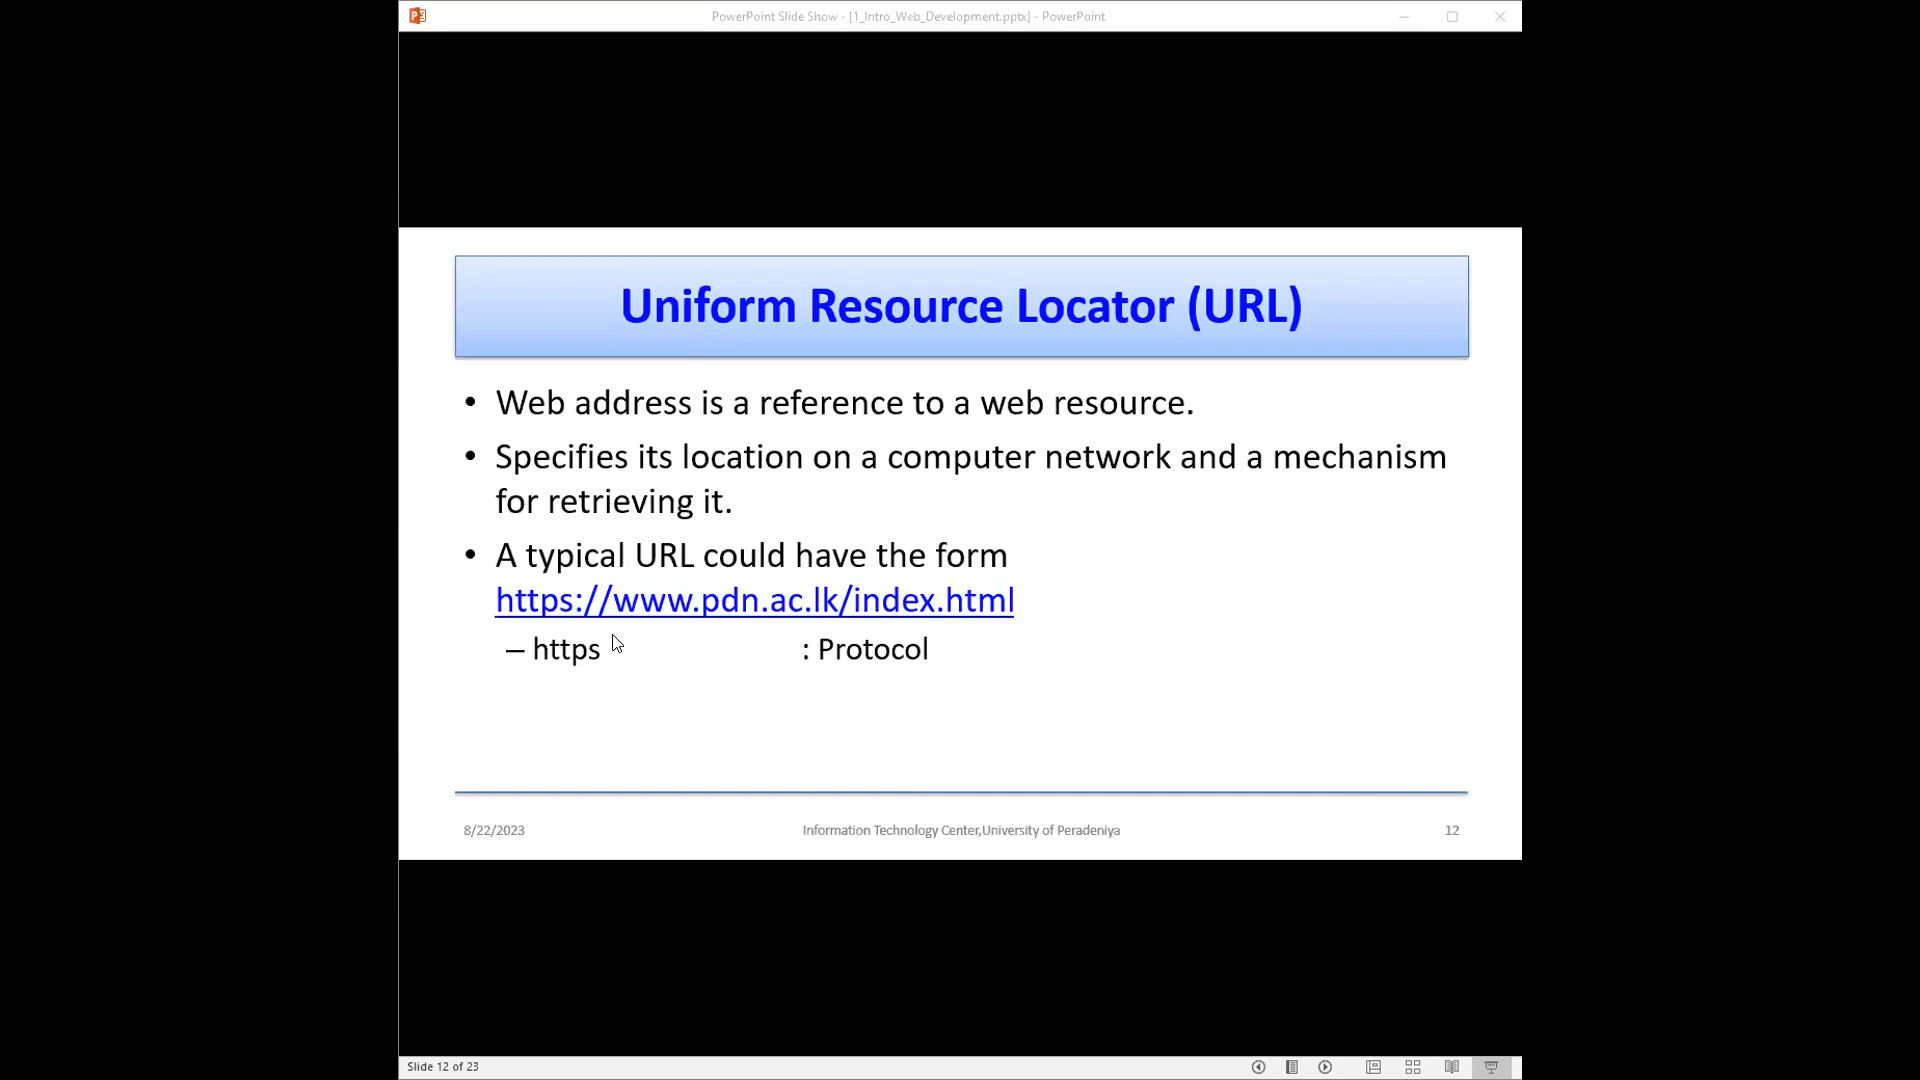 PowerPoint Slide Show - [1_Intro_Web_Development.pptx] - PowerPoint
Uniform Resource Locator (URL)
• Web address is a reference to a web resource.
• Specifies its location on a computer network and a mechanism
for retrieving it.
• A typical URL could have the form
https://www.pdn.ac.lk/index.html
– https : Protocol
8/22/2023 Information Technology Center,University of Peradeniya 12
Slide 12 of 23